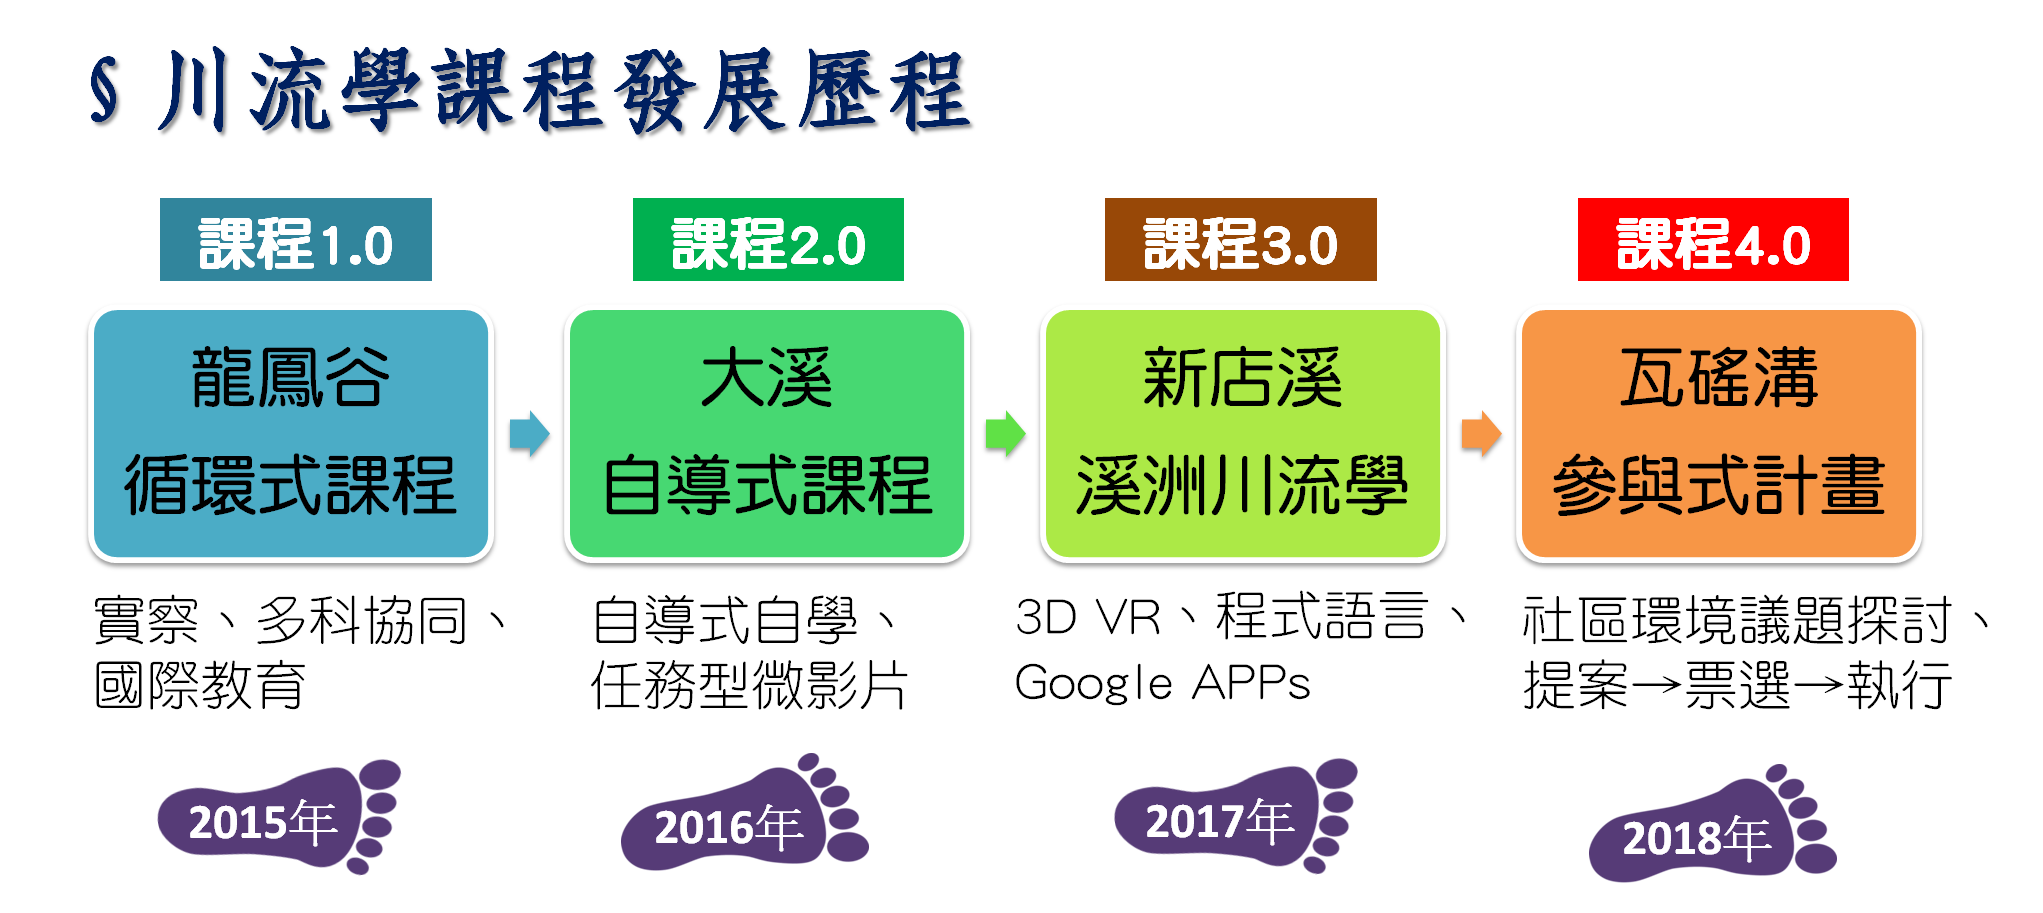 § 川流學課程發展歷程
課程1.0
課程2.0
課程3.0
課程4.0
龍鳳谷
循環式課程
大溪
自導式課程
新店溪
溪洲川流學
瓦磘溝
參與式計畫
實察、多科協同、
國際教育
自導式自學、
任務型微影片
3D VR、程式語言、
Google APPs
社區環境議題探討、
提案→票選→執行
2015年
2016年
2017年
2018年